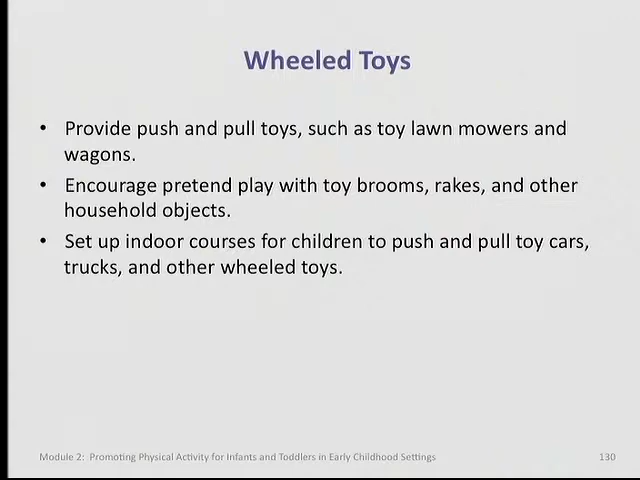 Wheeled Toys
• Provide push and pull toys, such as toy lawn mowers and
wagons.
• Encourage pretend play with toy brooms, rakes, and other
household objects.
• Set up indoor courses for children to push and pull toy cars,
trucks, and other wheeled toys.
Module 2: Promoting Physical Activity for Infants and Toddlers in Early Childhood Settings 130